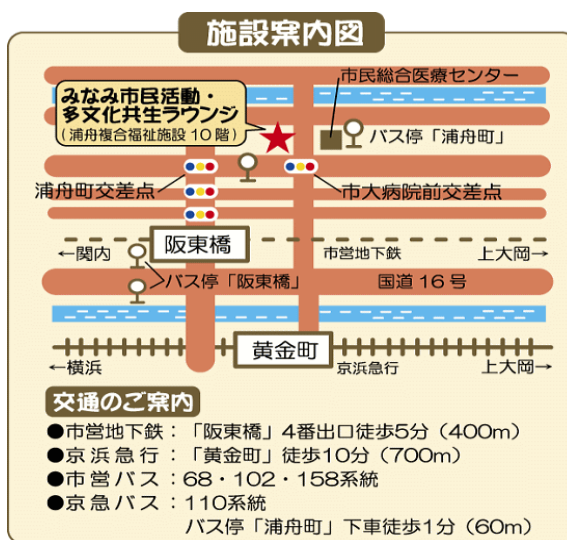 施設案内図
市民総合医療センター
みなみ市民活動・
多文化共生ラウンジ
(浦舟複合福祉施設10階)
バス停「浦舟町」
浦舟町交差点
市大病院前交差点
阪東橋
←関内
市営地下鉄
上大岡→
バス停「阪東橋」
国道16号
黄金町
←横浜
京浜急行
上大岡→
交通のご案内
●市営地下鉄：「阪東橋」4番出口徒歩5分（400m）
●京浜急行：「黄金町」徒歩10分（700m）
●市営バス：68・102・158系統
●京急バス：110系統
バス停「浦舟町」下車徒歩1分（60m）